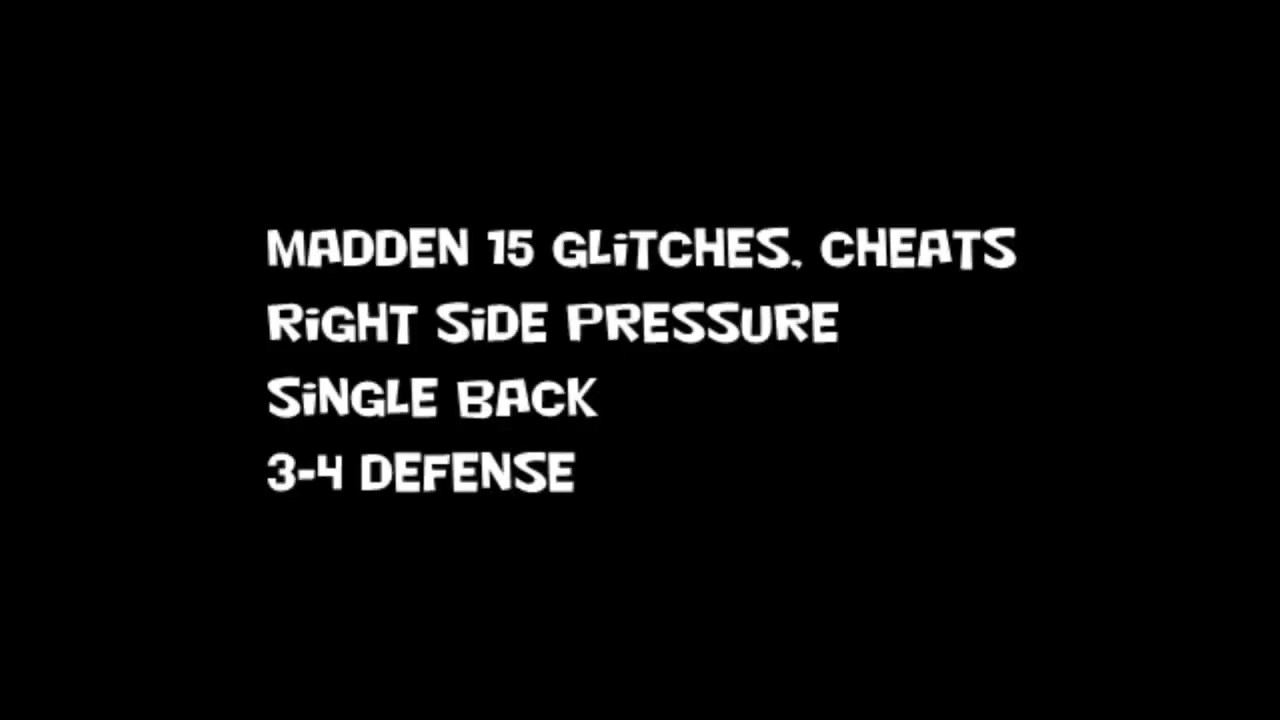 MADDEN 15 GLiTCHES, CHEATS
RiGHT SiDE PRESSURE
SiNGLE BACK
3-4 DEFENSE